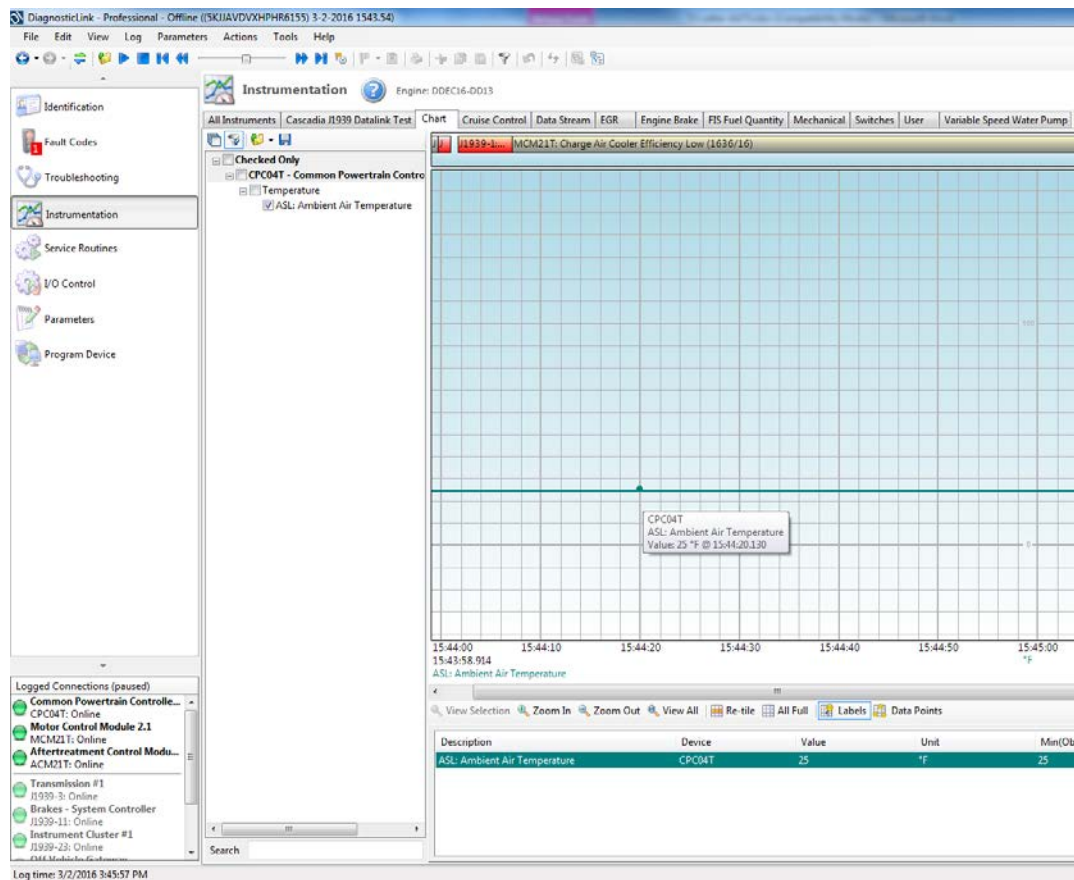 DiagnosticLink - Professional - Offline ((5KJJAVDVXHPHR6155) 3-2-2016 1543.54)
File Edit View Log Parameters Actions Tools Help
Identification
Fault Codes
1
Troubleshooting
Instrumentation
Service Routines
I/O Control
Parameters
Program Device
Instrumentation
Engine: DDEC16-DD13
All Instruments Cascadia J1939 Datalink Test Chart Cruise Control Data Stream EGR Engine Brake FIS Fuel Quantity Mechanical Switches User Variable Speed Water Pump
Checked Only
CPC04T - Common Powertrain Contro
Temperature
ASL: Ambient Air Temperature
J J J1939-1:... MCM21T: Charge Air Cooler Efficiency Low (1636/16)
100
CPC04T
ASL: Ambient Air Temperature
Value: 25 °F @ 15:44:20.130
0
15:44:00 15:44:10 15:44:20 15:44:30 15:44:40 15:44:50 15:45:00
15:43:58.914 °F
ASL: Ambient Air Temperature
View Selection Zoom In Zoom Out View All Re-tile All Full Labels Data Points
Description Device Value Unit Min(Ob
ASL: Ambient Air Temperature CPC04T 25 °F 25
Logged Connections (paused)
Common Powertrain Controlle...
CPC04T: Online
Motor Control Module 2.1
MCM21T: Online
Aftertreatment Control Modu...
ACM21T: Online
Transmission #1
J1939-3: Online
Brakes - System Controller
J1939-11: Online
Instrument Cluster #1
J1939-23: Online
Search
Log time: 3/2/2016 3:45:57 PM